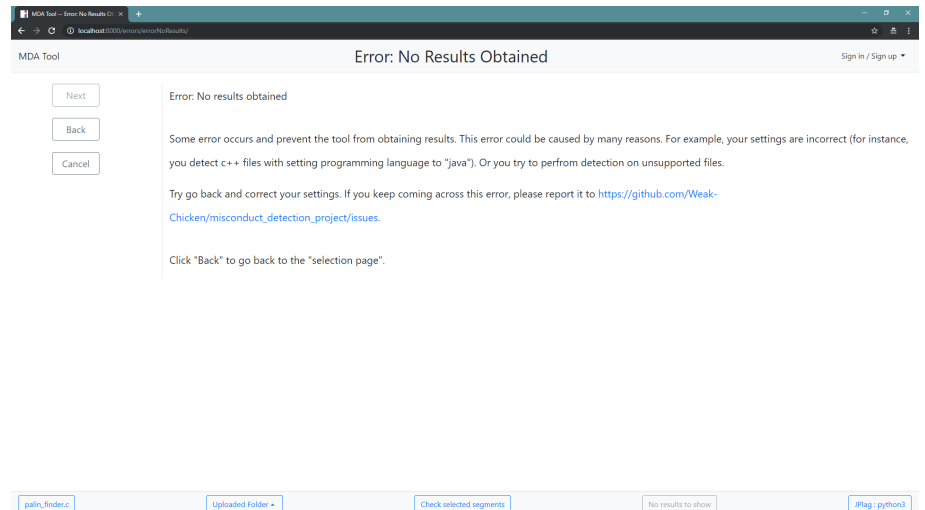 MDA Tool -- Error: No Results Ob
localhost:8000/errors/errorNoResults/
MDA Tool
Error: No Results Obtained
Sign in / Sign up
Next
Back
Cancel
Error: No results obtained
Some error occurs and prevent the tool from obtaining results. This error could be caused by many reasons. For example, your settings are incorrect (for instance,
you detect c++ files with setting programming language to "java"). Or you try to perfrom detection on unsupported files.
Try go back and correct your settings. If you keep coming across this error, please report it to https://github.com/Weak-
Chicken/misconduct_detection_project/issues.
Click "Back" to go back to the "selection page".
palin_finder.c
Uploaded Folder
Check selected segments
No results to show
JPlag : python3